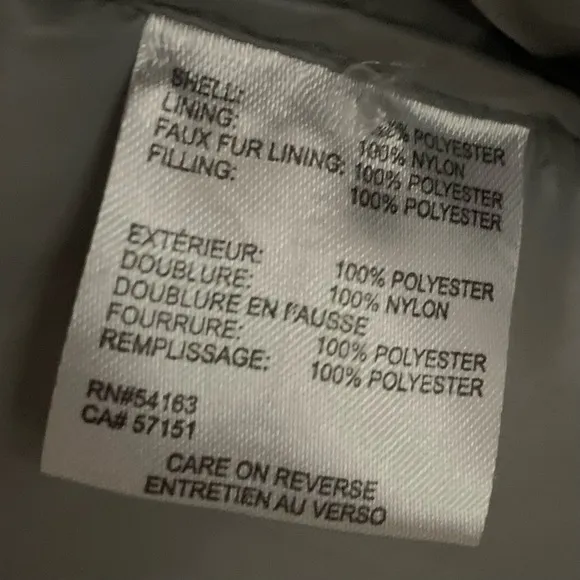 SHELL:
LINING: % POLYESTER
FAUX FUR LINING: 100% NYLON
FILLING: 100% POLYESTER
100% POLYESTER
EXTÉRIEUR: 100% POLYESTER
DOUBLURE: 100% NYLON
DOUBLURE EN FAUSSE
FOURRURE: 100% POLYESTER
REMPLISSAGE: 100% POLYESTER
RN#54163
CA# 57151
CARE ON REVERSE
ENTRETIEN AU VERSO